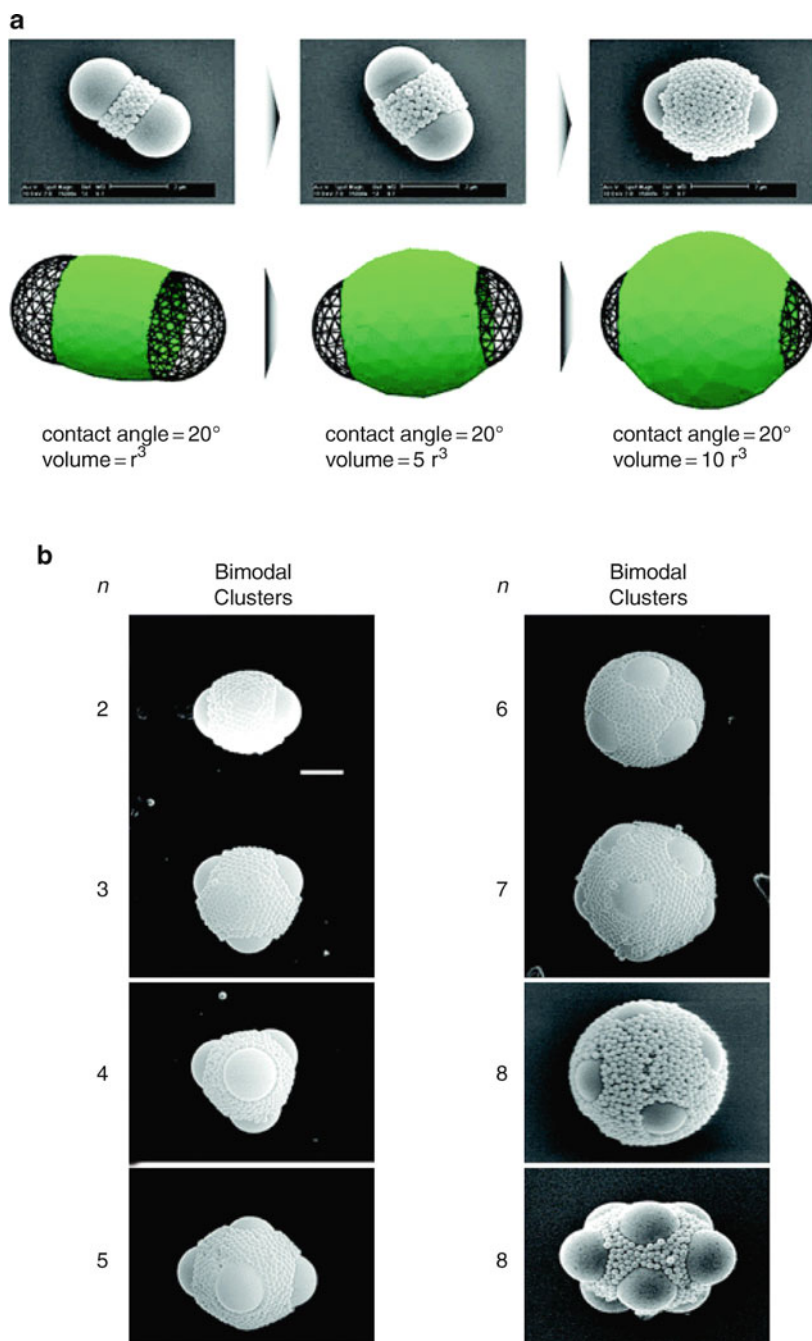 a
contact angle = 20°
volume = r³
contact angle = 20°
volume = 5 r³
contact angle = 20°
volume = 10 r³
b
n
Bimodal
Clusters
2
3
4
5
n
Bimodal
Clusters
6
7
8
8